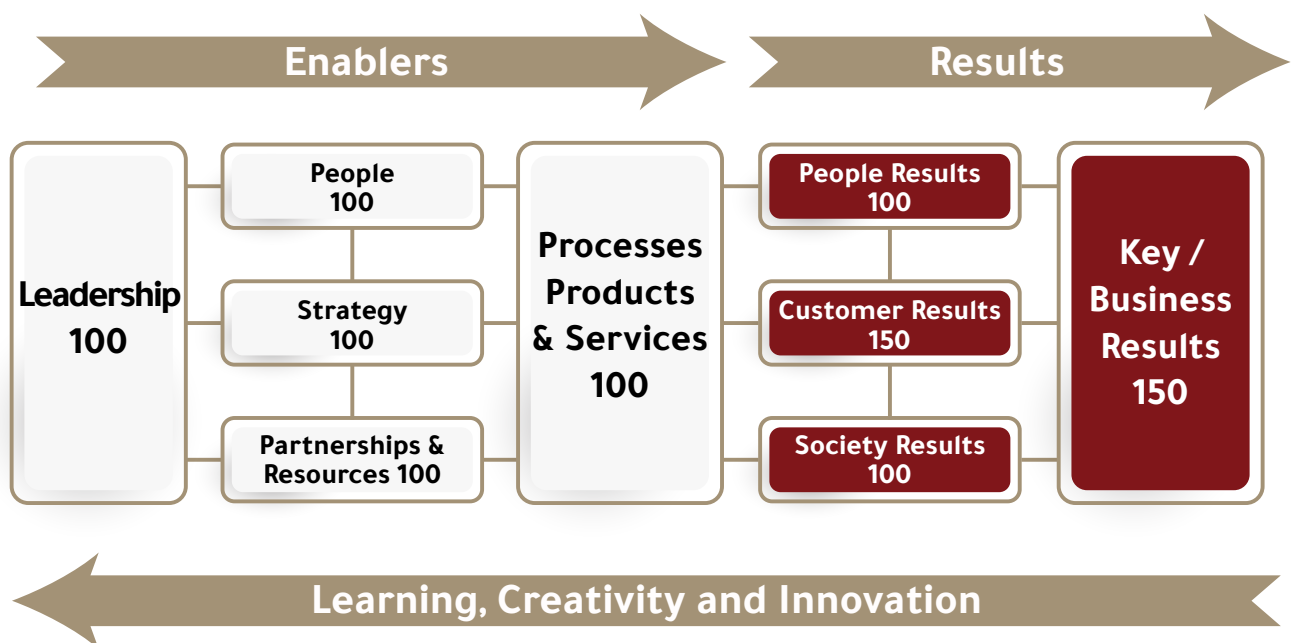 Enablers
Results
Leadership
100
People
100
Strategy
100
Partnerships &
Resources 100
Processes
Products
& Services
100
People Results
100
Customer Results
150
Society Results
100
Key /
Business
Results
150
Learning, Creativity and Innovation